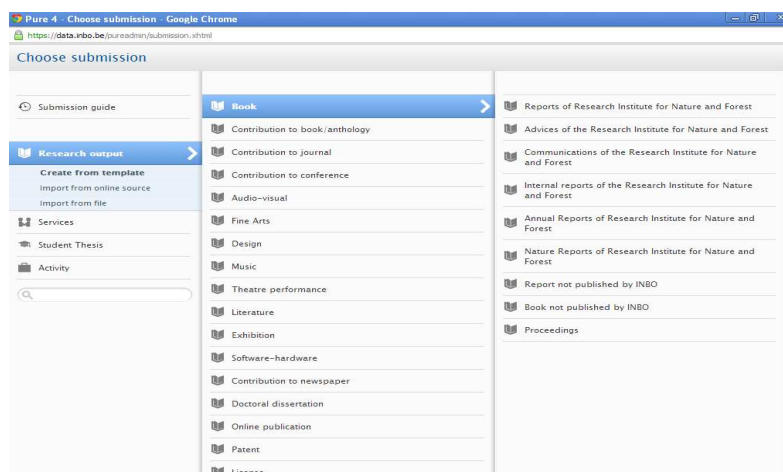 Pure 4 - Choose submission - Google Chrome
https://data.inbo.be/pureadmin/submission.xhtml
Choose submission
Submission guide
Research output
Create from template
Import from online source
Import from file
Services
Student Thesis
Activity
Book
Contribution to book/anthology
Contribution to journal
Contribution to conference
Audio-visual
Fine Arts
Design
Music
Theatre performance
Literature
Exhibition
Software-hardware
Contribution to newspaper
Doctoral dissertation
Online publication
Patent
License
Reports of Research Institute for Nature and Forest
Advices of the Research Institute for Nature and Forest
Communications of the Research Institute for Nature
and Forest
Internal reports of the Research Institute for Nature
and Forest
Annual Reports of Research Institute for Nature and
Forest
Nature Reports of Research Institute for Nature and
Forest
Report not published by INBO
Book not published by INBO
Proceedings